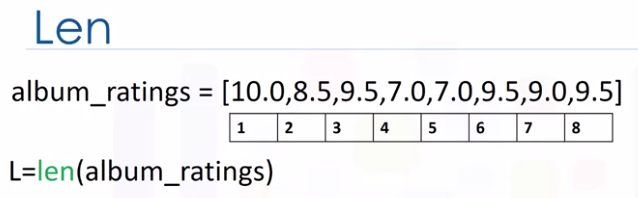 Len
album_ratings = [10.0,8.5,9.5,7.0,7.0,9.5,9.0,9.5]
1 2 3 4 5 6 7 8
L=len(album_ratings)